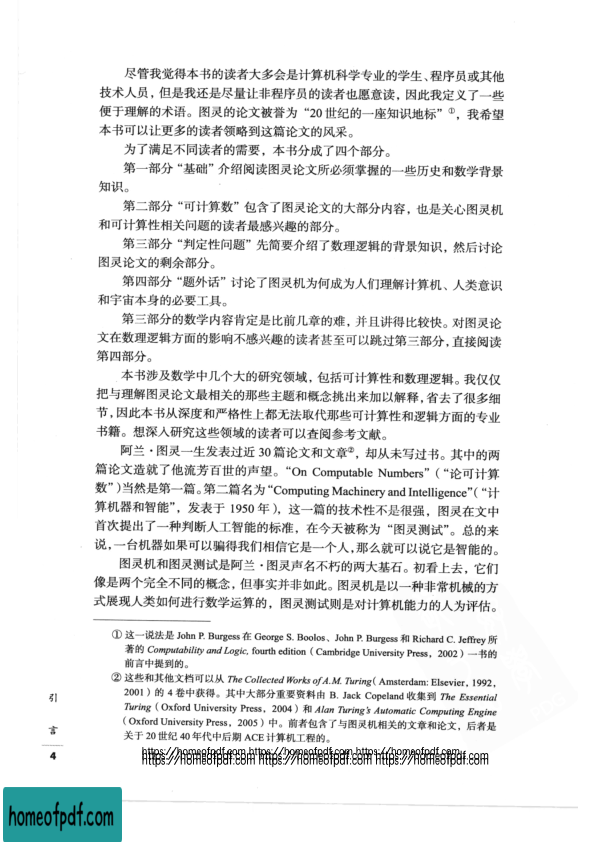 尽管我觉得本书的读者大多会是计算机科学专业的学生、程序员或其他
技术人员，但是我还是尽量让非程序员的读者也愿意读，因此我定义了一些
便于理解的术语。图灵的论文被誉为“20世纪的一座知识地标”①，我希望
本书可以让更多的读者领略到这篇论文的风采。
为了满足不同读者的需要，本书分成了四个部分。
第一部分“基础”介绍阅读图灵论文所必须掌握的一些历史和数学背景
知识。
第二部分“可计算数”包含了图灵论文的大部分内容，也是关心图灵机
和可计算性相关问题的读者最感兴趣的部分。
第三部分“判定性问题”先简要介绍了数理逻辑的背景知识，然后讨论
图灵论文的剩余部分。
第四部分“题外话”讨论了图灵机为何成为人们理解计算机、人类意识
和宇宙本身的必要工具。
第三部分的数学内容肯定是比前几章的难，并且讲得比较快。对图灵论
文在数理逻辑方面的影响不感兴趣的读者甚至可以跳过第三部分，直接阅读
第四部分。
本书涉及数学中几个大的研究领域，包括可计算性和数理逻辑。我仅仅
把与理解图灵论文最相关的那些主题和概念挑出来加以解释，省去了很多细
节，因此本书从深度和严格性上都无法取代那些可计算性和逻辑方面的专业
书籍。想深入研究这些领域的读者可以查阅参考文献。
阿兰·图灵一生发表过近30篇论文和文章②，却从未写过书。其中的两
篇论文造就了他流芳百世的声望。“On Computable Numbers”（“论可计算
数”）当然是第一篇。第二篇名为“Computing Machinery and Intelligence”（“计
算机器和智能”，发表于1950年），这一篇的技术性不是很强，图灵在文中
首次提出了一种判断人工智能的标准，在今天被称为“图灵测试”。总的来
说，一台机器如果可以骗得我们相信它是一个人，那么就可以说它是智能的。
图灵机和图灵测试是阿兰·图灵声名不朽的两大基石。初看上去，它们
像是两个完全不同的概念，但事实并非如此。图灵机是以一种非常机械的方
式展现人类如何进行数学运算的，图灵测试则是对计算机能力的人为评估。
① 这一说法是 John P. Burgess 在 George S. Boolos、John P. Burgess 和 Richard C. Jeffrey 所
著的 Computability and Logic, fourth edition（Cambridge University Press，2002）一书的
前言中提到的。
② 这些和其他文档可以从 The Collected Works of A.M. Turing（Amsterdam: Elsevier, 1992,
2001）的 4 卷中获得。其中大部分重要资料由 B. Jack Copeland 收集到 The Essential
Turing（Oxford University Press，2004）和 Alan Turing's Automatic Computing Engine
（Oxford University Press，2005）中。前者包含了与图灵机相关的文章和论文，后者是
关于 20 世纪 40 年代中后期 ACE 计算机工程的。
引
言
4
https://homeofpdf.com https://homeofpdf.com https://homeofpdf.com
https://homeofpdf.com https://homeofpdf.com https://homeofpdf.com
homeofpdf.com